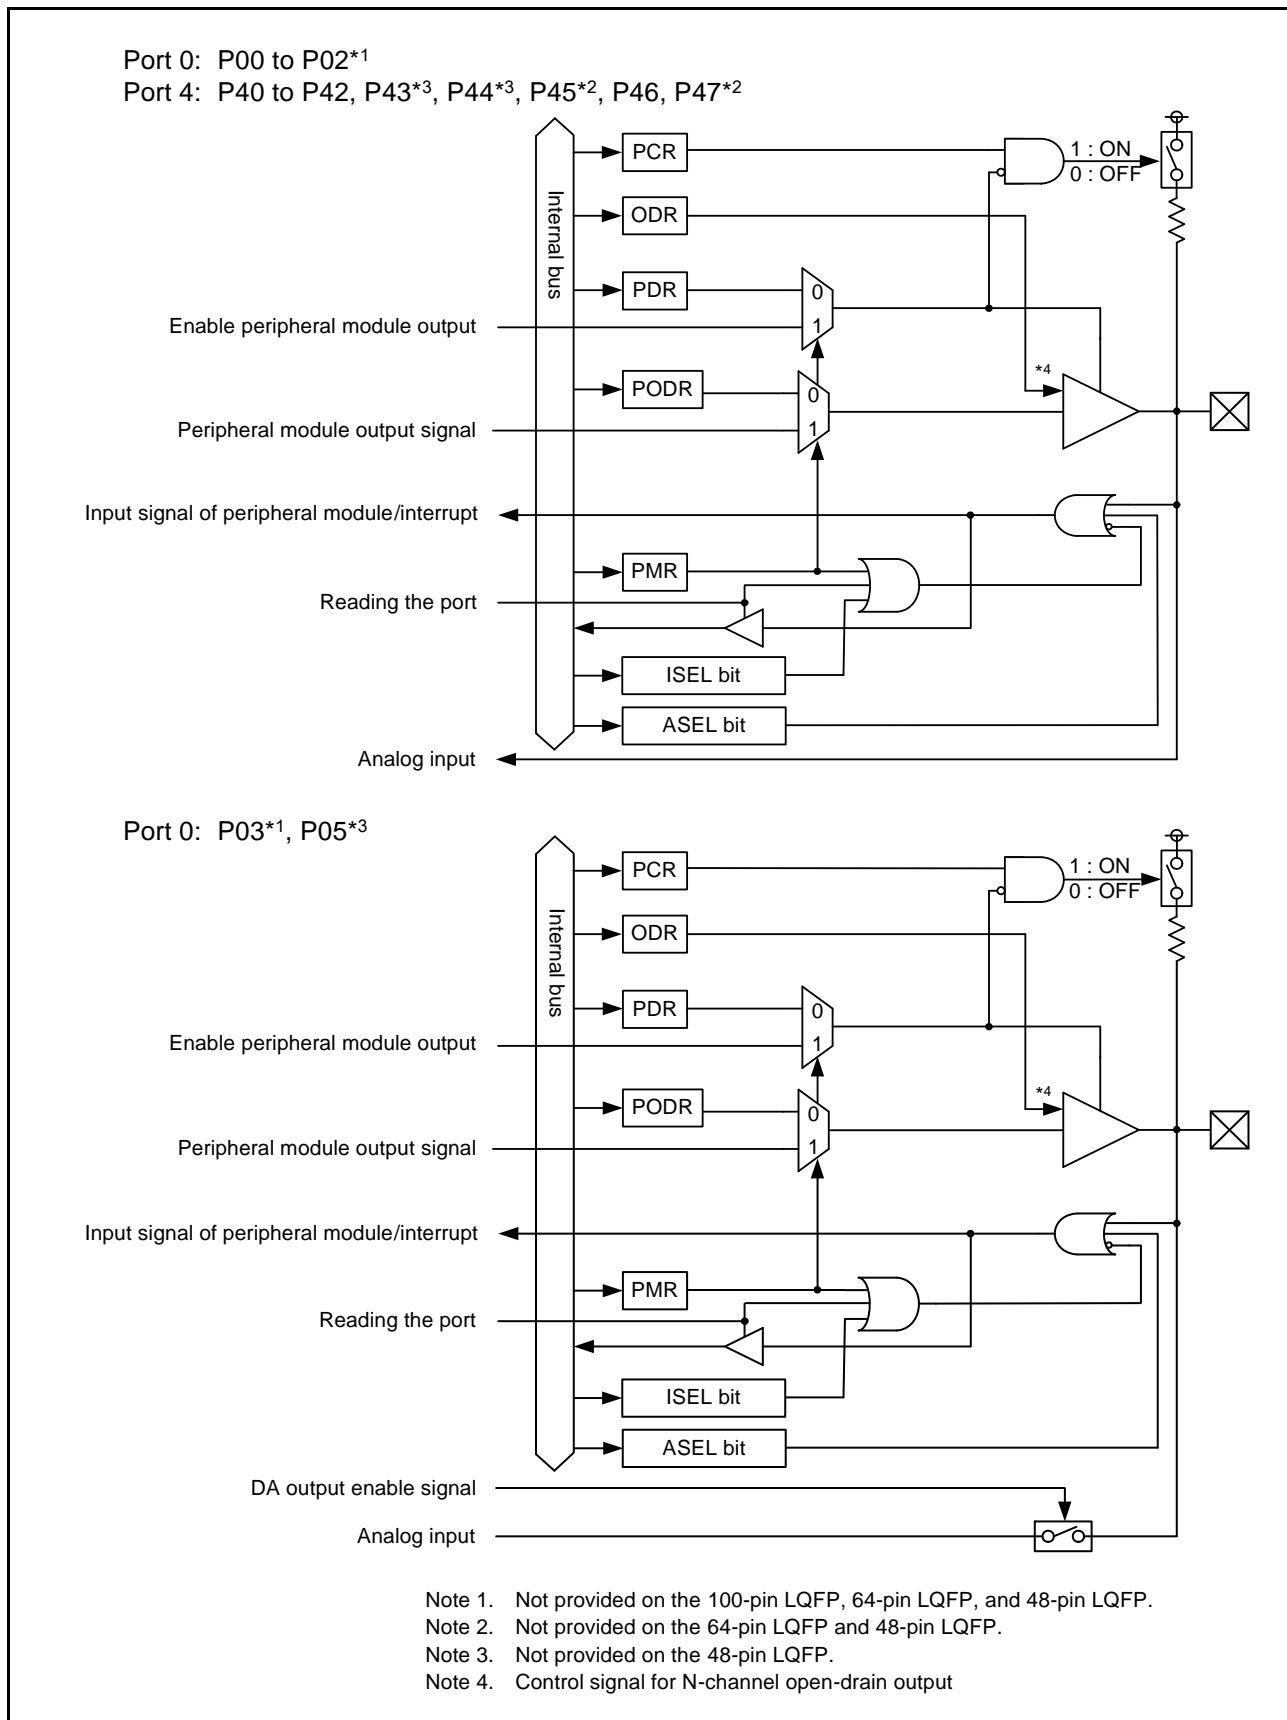 Port 0: P00 to P02*1
Port 4: P40 to P42, P43*3, P44*3, P45*2, P46, P47*2
Internal bus
PCR
1 : ON
0 : OFF
ODR
PDR
0
Enable peripheral module output
1
*4
PODR
0
Peripheral module output signal
1
Input signal of peripheral module/interrupt
PMR
Reading the port
ISEL bit
ASEL bit
Analog input
Port 0: P03*1, P05*3
Internal bus
PCR
1 : ON
0 : OFF
ODR
PDR
0
Enable peripheral module output
1
*4
PODR
0
Peripheral module output signal
1
Input signal of peripheral module/interrupt
PMR
Reading the port
ISEL bit
ASEL bit
DA output enable signal
Analog input
Note 1. Not provided on the 100-pin LQFP, 64-pin LQFP, and 48-pin LQFP.
Note 2. Not provided on the 64-pin LQFP and 48-pin LQFP.
Note 3. Not provided on the 48-pin LQFP.
Note 4. Control signal for N-channel open-drain output